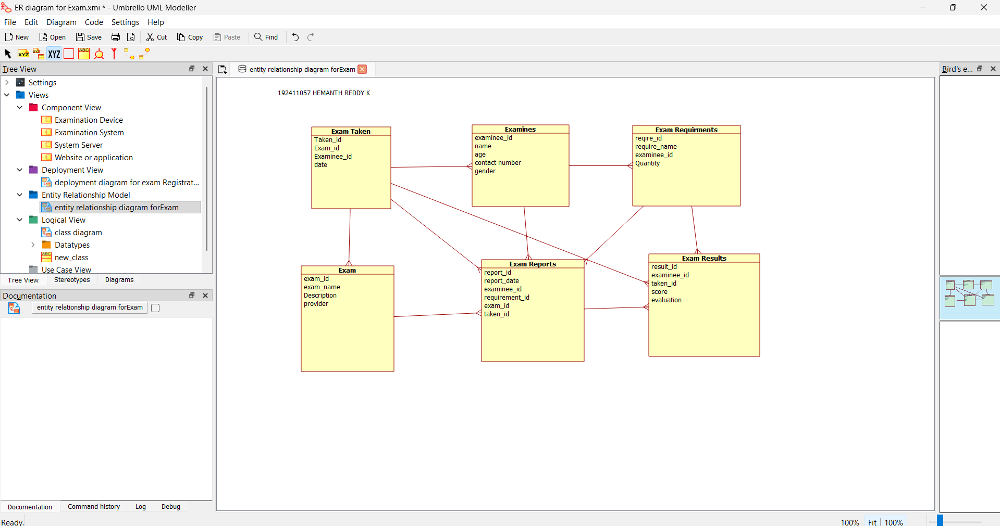 ER diagram for Exam.xmi * - Umbrello UML Modeller
File Edit Diagram Code Settings Help
New Open Save Cut Copy Paste Find
XYZ XYZ XYZ ABC
Tree View
entity relationship diagram forExam
Bird's e...
Settings
Views
Component View
Examination Device
Examination System
System Server
Website or application
Deployment View
deployment diagram for exam Registrat...
Entity Relationship Model
entity relationship diagram forExam
Logical View
class diagram
Datatypes
ABC
new_class
Use Case View
Tree View Stereotypes Diagrams
Documentation
entity relationship diagram forExam
Documentation Command history Log Debug
Ready.
192411057 HEMANTH REDDY K
Exam Taken
Taken_id
Exam_id
Examinee_id
date
Examines
examinee_id
name
age
contact number
gender
Exam Requirments
reqire_id
require_name
examinee_id
Quantity
Exam
exam_id
exam_name
Description
provider
Exam Reports
report_id
report_date
examinee_id
requirement_id
exam_id
taken_id
Exam Results
result_id
examinee_id
taken_id
score
evaluation
100% Fit 100%